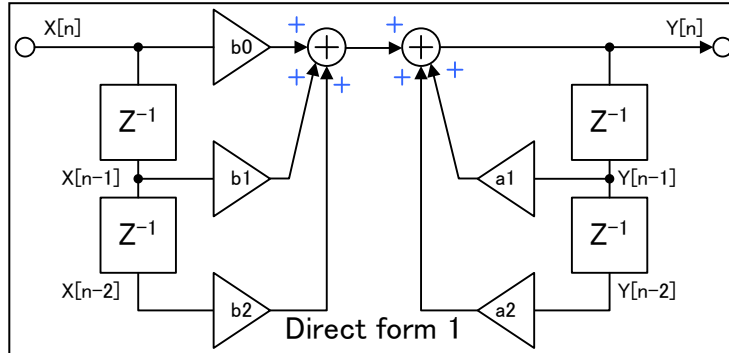 X[n]
Y[n]
b0
+
+
+
+
+
+
+
+
Z⁻¹
Z⁻¹
X[n-1]
b1
a1
Y[n-1]
Z⁻¹
Z⁻¹
X[n-2]
b2
a2
Y[n-2]
Direct form 1